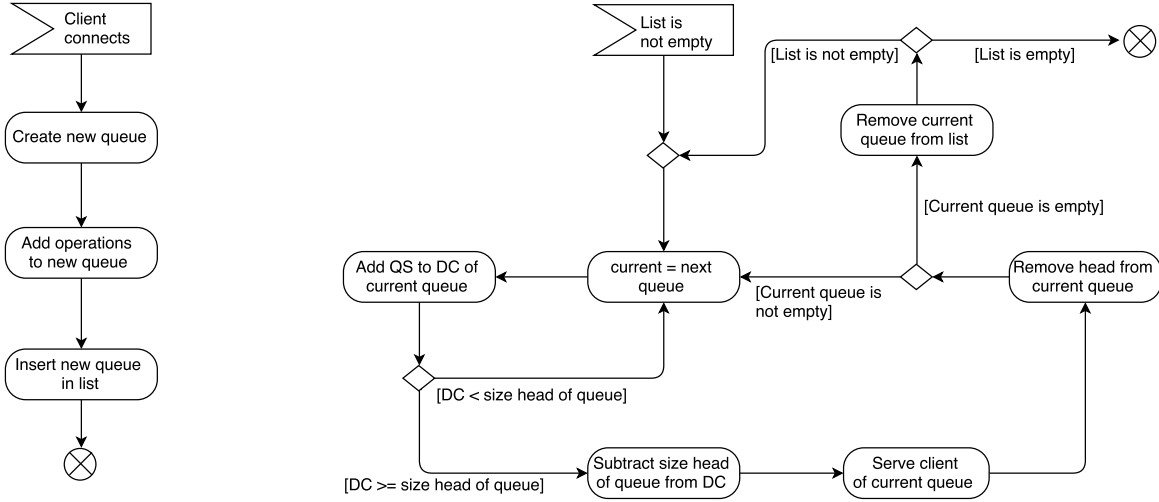 Client
connects
Create new queue
Add operations
to new queue
Insert new queue
in list
List is
not empty
[List is not empty]
[List is empty]
Remove current
queue from list
[Current queue is empty]
Add QS to DC of
current queue
current = next
queue
[Current queue is
not empty]
Remove head from
current queue
[DC < size head of queue]
[DC >= size head of queue]
Subtract size head
of queue from DC
Serve client
of current queue